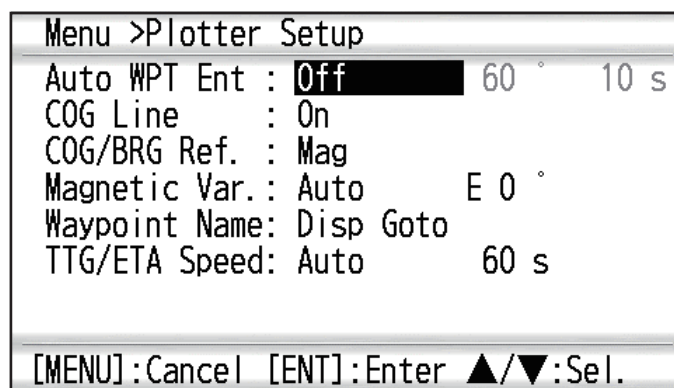 Menu >Plotter Setup
Auto WPT Ent : Off 60 ° 10 s
COG Line : On
COG/BRG Ref. : Mag
Magnetic Var.: Auto E 0 °
Waypoint Name: Disp Goto
TTG/ETA Speed: Auto 60 s
[MENU]:Cancel [ENT]:Enter ▲/▼:Sel.